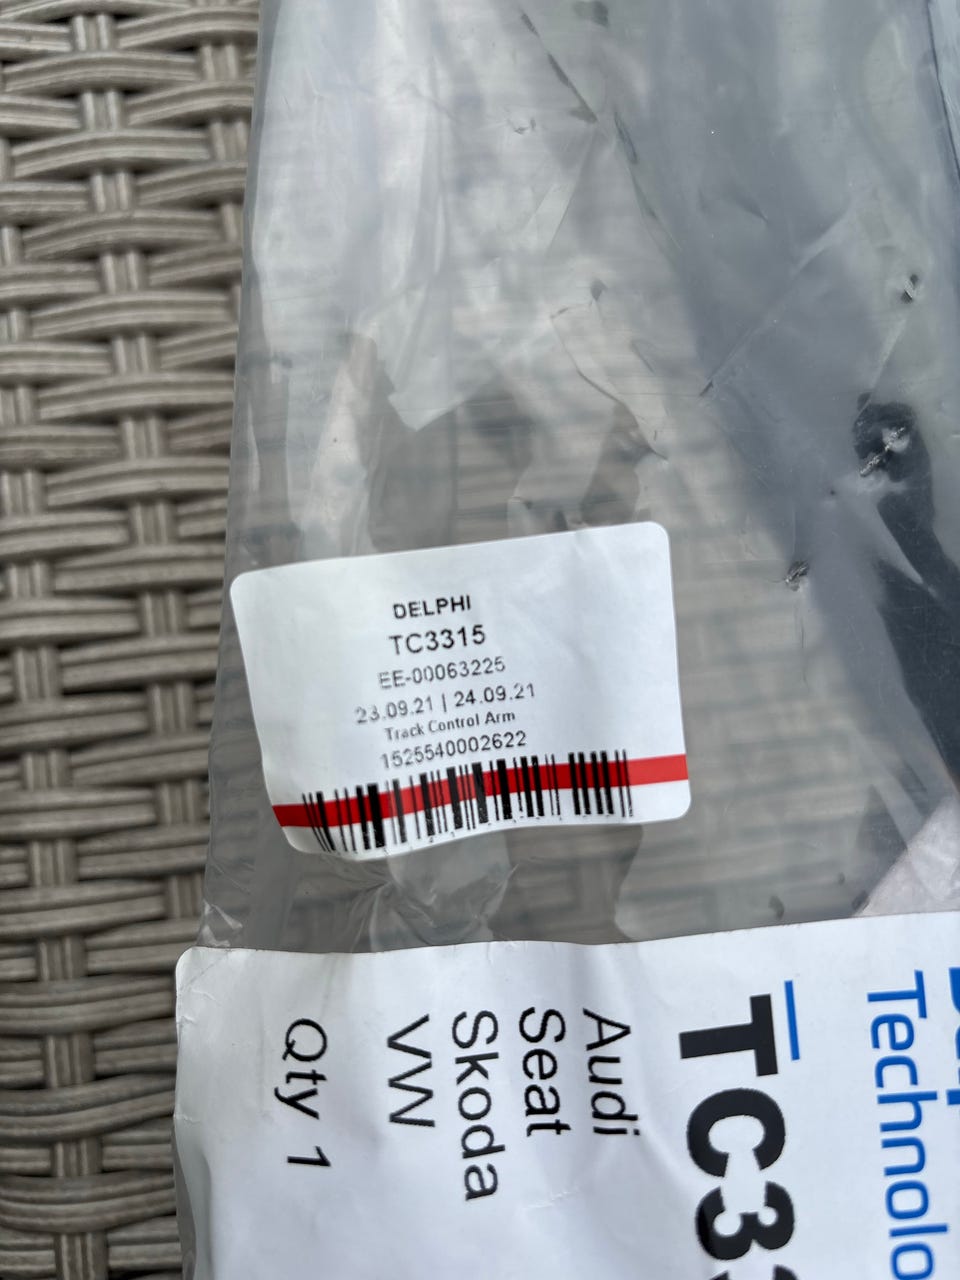 DELPHI
TC3315
EE-00063225
23.09.21 | 24.09.21
Track Control Arm
1525540002622
Technolo
TC33
Audi
Seat
Skoda
VW
Qty 1